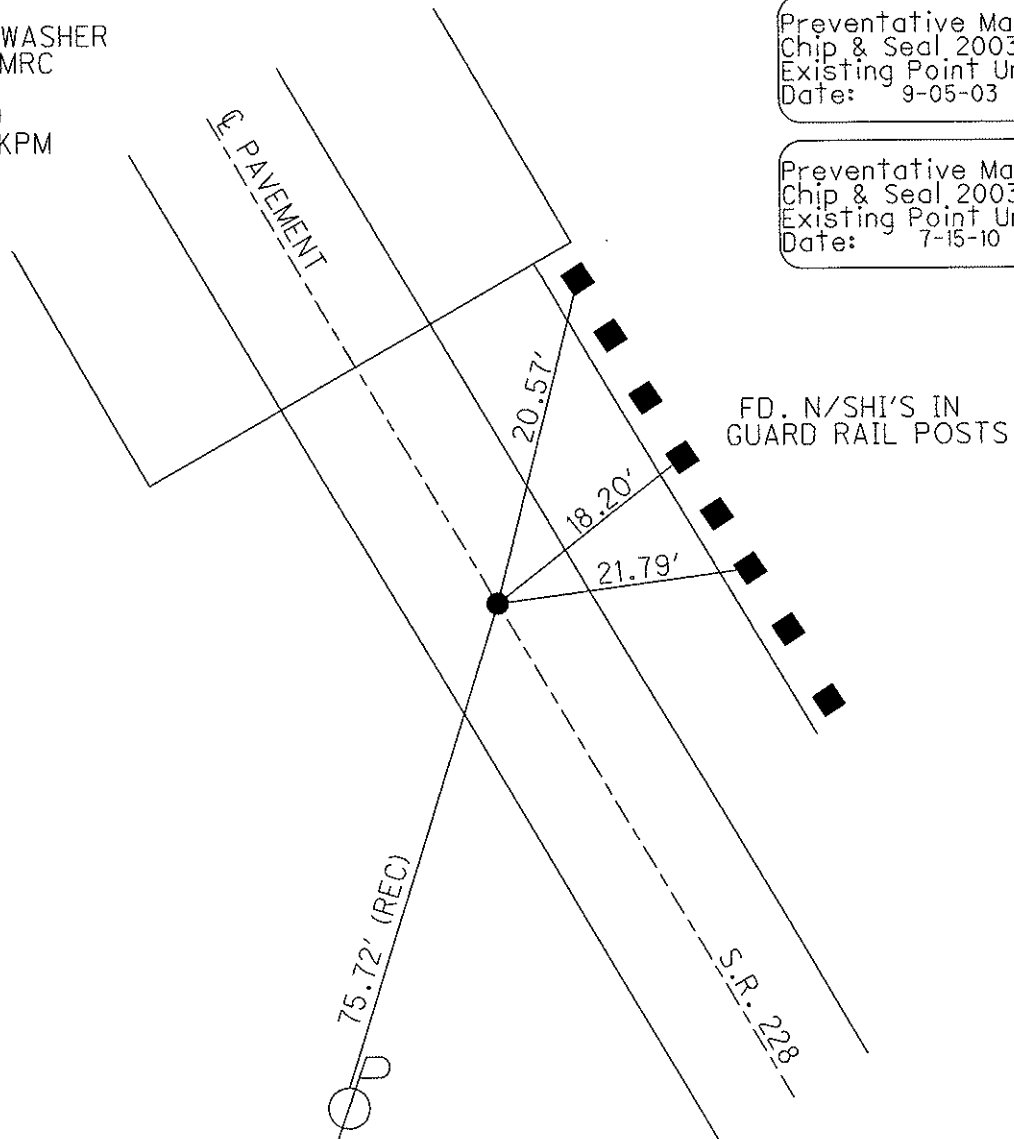 WASHER
MRC
KPM
Preventative Ma
Chip & Seal 2003
Existing Point Un
Date: 9-05-03
Preventative Ma
Chip & Seal 2003
Existing Point Un
Date: 7-15-10
℄ PAVEMENT
20.57'
FD. N/SHI'S IN
GUARD RAIL POSTS
18.20'
21.79'
75.72' (REC)
S.R. 228
P